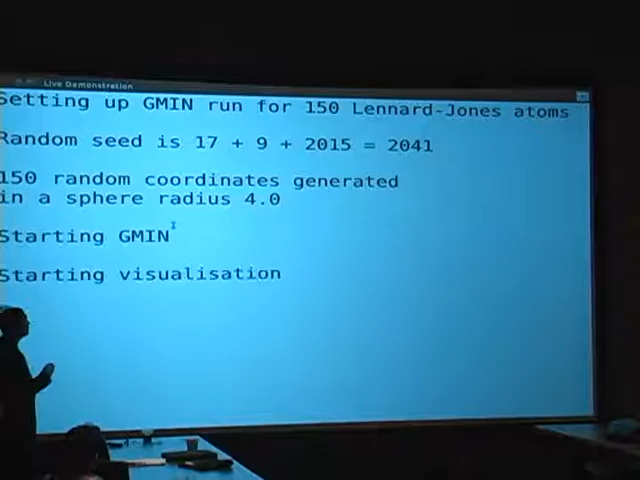 Live Demonstration
Setting up GMIN run for 150 Lennard-Jones atoms
Random seed is 17 + 9 + 2015 = 2041
150 random coordinates generated
in a sphere radius 4.0
Starting GMIN
Starting visualisation